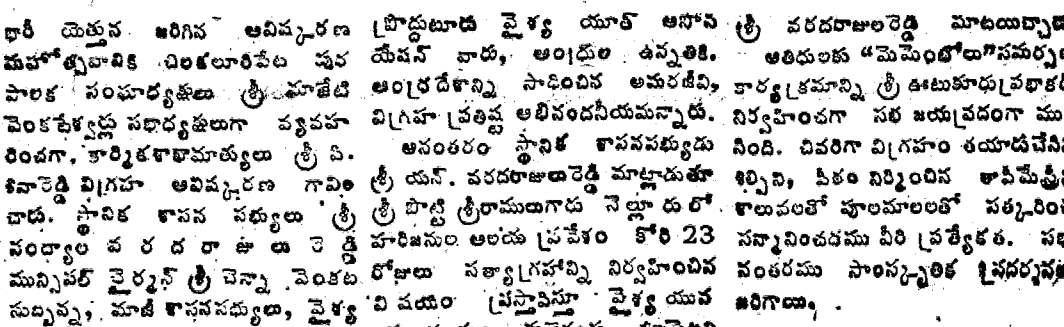 భారీ యెత్తున జరిగిన ఆవిష్కరణ
మహోత్సవానికి చిలకలూరిపేట పుర
పాలక సంఘాధ్యక్షులు శ్రీ మాజేటి
వెంకటేశ్వర్లు సభాధ్యక్షులుగా వ్యవహ
రించగా, కార్మికశాఖామాత్యులు శ్రీ పి.
శివారెడ్డి విగ్రహ ఆవిష్కరణ గావిం
చారు. స్థానిక శాసన సభ్యులు శ్రీ
నంద్యాల వ ర ద రా జు లు రె డ్డి
మున్సిపల్ ఛైర్మన్ శ్రీ చెన్నా వెంకట
సుబ్బన్న, మాజీ శాసనసభ్యులు, వైశ్య
ప్రొద్దుటూరు వైశ్య యూత్ అసోసి
యేషన్ వారు, ఆంధ్రుల ఉన్నతికి,
ఆంధ్రదేశాన్ని సాధించిన అమరజీవి,
విగ్రహ ప్రతిష్ట అభివందనీయమన్నారు.
అనంతరం స్థానిక శాసనసభ్యుడు
శ్రీ యన్. వరదరాజులురెడ్డి మాట్లాడుతూ
శ్రీ పొట్టి శ్రీరాములుగారు నెల్లూరులో
హరిజనుల ఆలయ ప్రవేశం కోరి 23
రోజులు సత్యాగ్రహాన్ని నిర్వహించిన
విషయం ప్రస్తావిస్తూ వైశ్య యువ
శ్రీ వరదరాజులరెడ్డి మాటయిచ్చా
అతిధులకు "మెమెంటోలు" సమర్ప
కార్యక్రమాన్ని శ్రీ ఊటుకూరుప్రభాకర
నిర్వహించగా సభ జయప్రదంగా ము
నింది. చివరిగా విగ్రహం తయారుచేసి
శిల్పిని, పీఠం నిర్మించిన తాపీమేస్త్రీ
శాలువలతో పూలమాలలతో సత్కరిం
సన్మానించడము వీరి ప్రత్యేకత. సభ
నంతరము సాంస్కృతిక ప్రదర్శన
జరిగాయి.